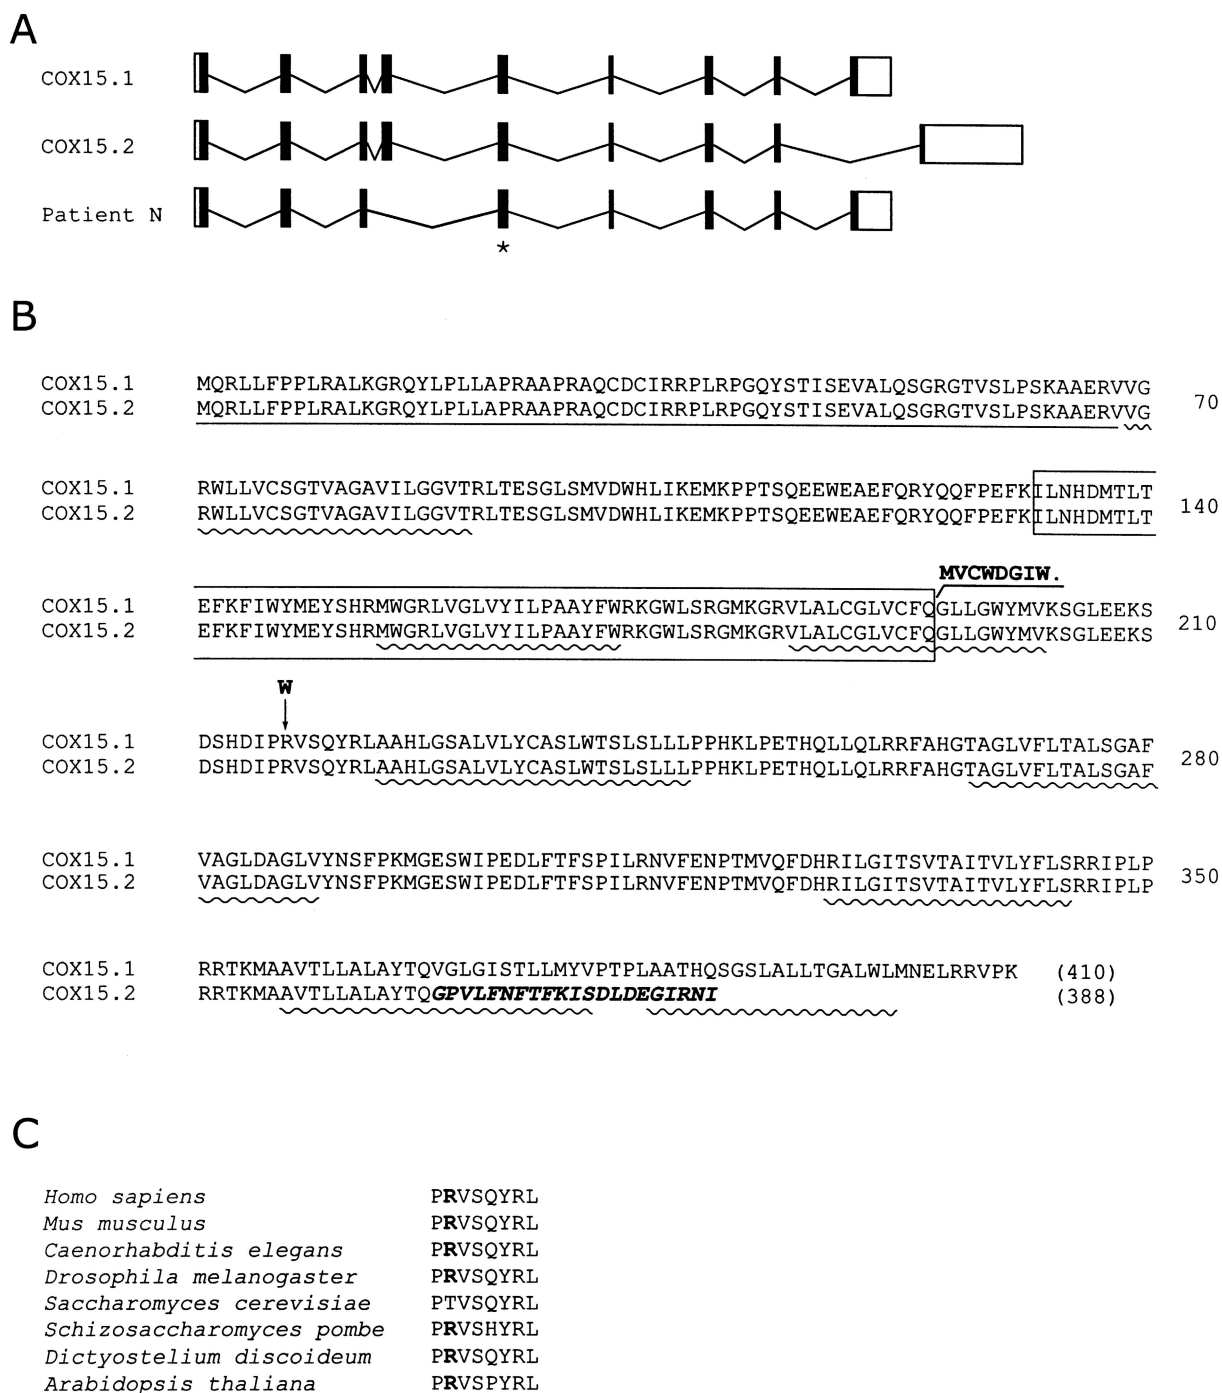 A
COX15.1
COX15.2
Patient N
*
B
COX15.1 MQRLLFPPLRALKGRQYLPLLAPRAAPRAQCDCIRRPLRPGQYSTISEVALQSGRGTVSLPSKAAERVVG
COX15.2 MQRLLFPPLRALKGRQYLPLLAPRAAPRAQCDCIRRPLRPGQYSTISEVALQSGRGTVSLPSKAAERVVG 70
COX15.1 RWLLVCSGTVAGAVILGGVTRLTESGLSMVDWHLIKEMKPPTSQEEWEAEFQRYQQFPEFKILNHDMTLT
COX15.2 RWLLVCSGTVAGAVILGGVTRLTESGLSMVDWHLIKEMKPPTSQEEWEAEFQRYQQFPEFKILNHDMTLT 140
MVCWDGIW.
COX15.1 EFKFIWYMEYSHRMWGRLVGLVYILPAAYFWRKGWLSRGMKGRVLALCGLVCFQGLLGWYMVKSGLEEKS
COX15.2 EFKFIWYMEYSHRMWGRLVGLVYILPAAYFWRKGWLSRGMKGRVLALCGLVCFQGLLGWYMVKSGLEEKS 210
W
COX15.1 DSHDIPRVSQYRLAAHLGSALVLYCASLWTSLSLLLPPHKLPETHQLLQLRRFAHGTAGLVFLTALSGAF
COX15.2 DSHDIPRVSQYRLAAHLGSALVLYCASLWTSLSLLLPPHKLPETHQLLQLRRFAHGTAGLVFLTALSGAF 280
COX15.1 VAGLDAGLVYNSFPKMGESWIPEDLFTFSPILRNVFENPTMVQFDHRILGITSVTAITVLYFLSRRIPLP
COX15.2 VAGLDAGLVYNSFPKMGESWIPEDLFTFSPILRNVFENPTMVQFDHRILGITSVTAITVLYFLSRRIPLP 350
COX15.1 RRTKMAAVTLLALAYTQVGLGISTLLMYVPTPLAATHQSGSLALLTGALWLMNELRRVPK (410)
COX15.2 RRTKMAAVTLLALAYTQGPVLFNFTFKISDLDEGIRNI (388)
C
Homo sapiens PRVSQYRL
Mus musculus PRVSQYRL
Caenorhabditis elegans PRVSQYRL
Drosophila melanogaster PRVSQYRL
Saccharomyces cerevisiae PTVSQYRL
Schizosaccharomyces pombe PRVSHYRL
Dictyostelium discoideum PRVSQYRL
Arabidopsis thaliana PRVSPYRL